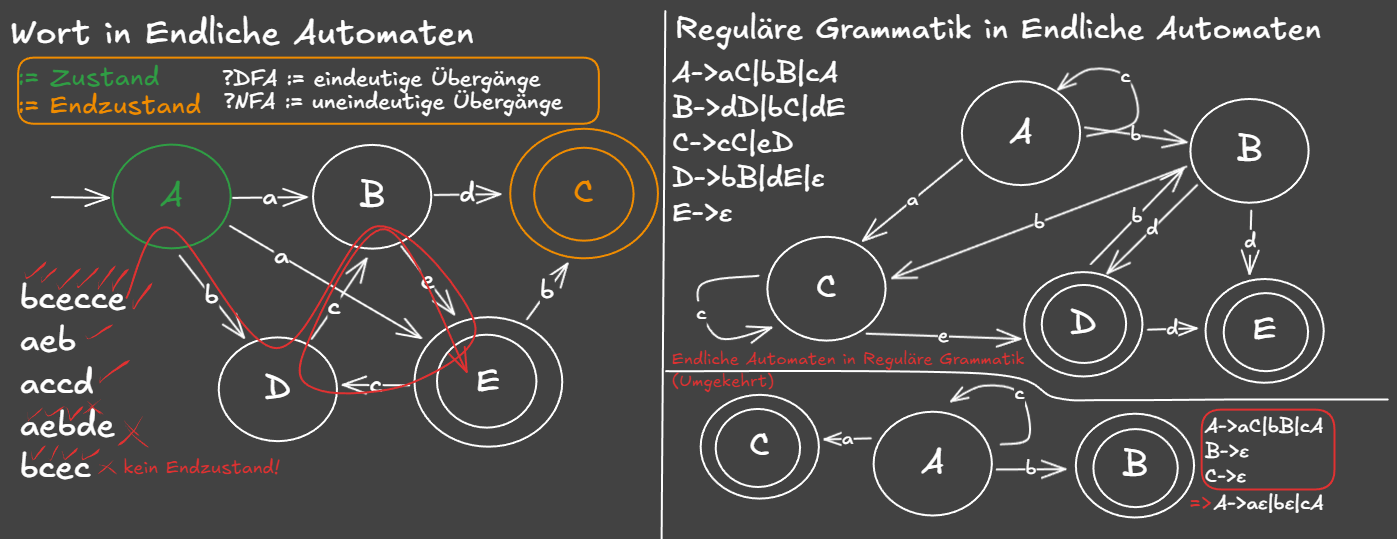 Wort in Endliche Automaten
:= Zustand
:= Endzustand
?DFA := eindeutige Übergänge
?NFA := uneindeutige Übergänge
A
a
B
d
C
a
b
c
e
b
D
c
E
bcecce
aeb
accd
aebde
bcec
kein Endzustand!
Reguläre Grammatik in Endliche Automaten
A->aC|bB|cA
B->dD|bC|dE
C->cC|eD
D->bB|dE|ε
E->ε
c
A
b
B
a
b
b
d
d
C
c
e
D
d
E
Endliche Automaten in Reguläre Grammatik
(Umgekehrt)
c
C
a
A
b
B
A->aC|bB|cA
B->ε
C->ε
=> A->aε|bε|cA